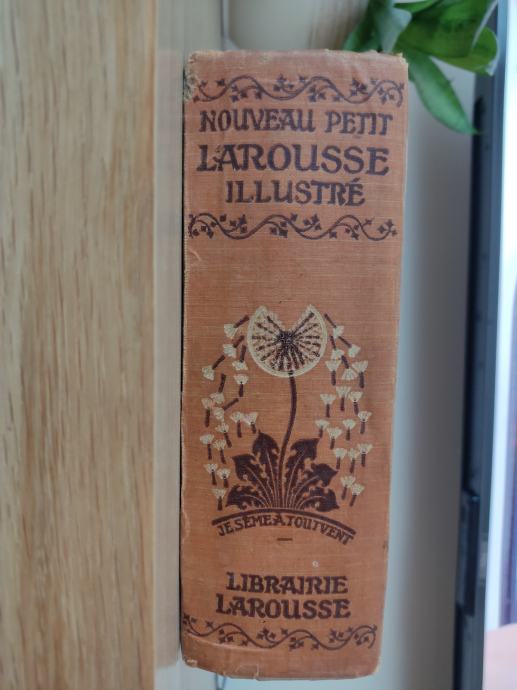 NOUVEAU PETIT
LAROUSSE
ILLUSTRÉ
JE SÈME À TOUT VENT
LIBRAIRIE
LAROUSSE